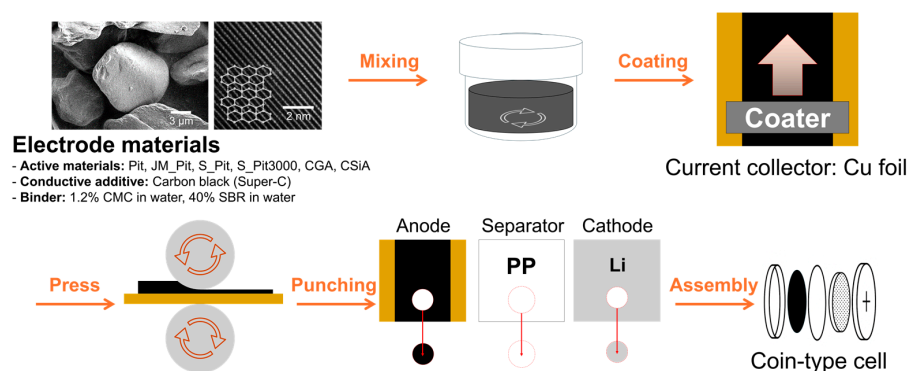 3 μm
2 nm
Mixing
Coating
Coater
Electrode materials
- Active materials: Pit, JM_Pit, S_Pit, S_Pit3000, CGA, CSiA
- Conductive additive: Carbon black (Super-C)
- Binder: 1.2% CMC in water, 40% SBR in water
Current collector: Cu foil
Press
Punching
Anode
Separator
Cathode
PP
Li
Assembly
Coin-type cell